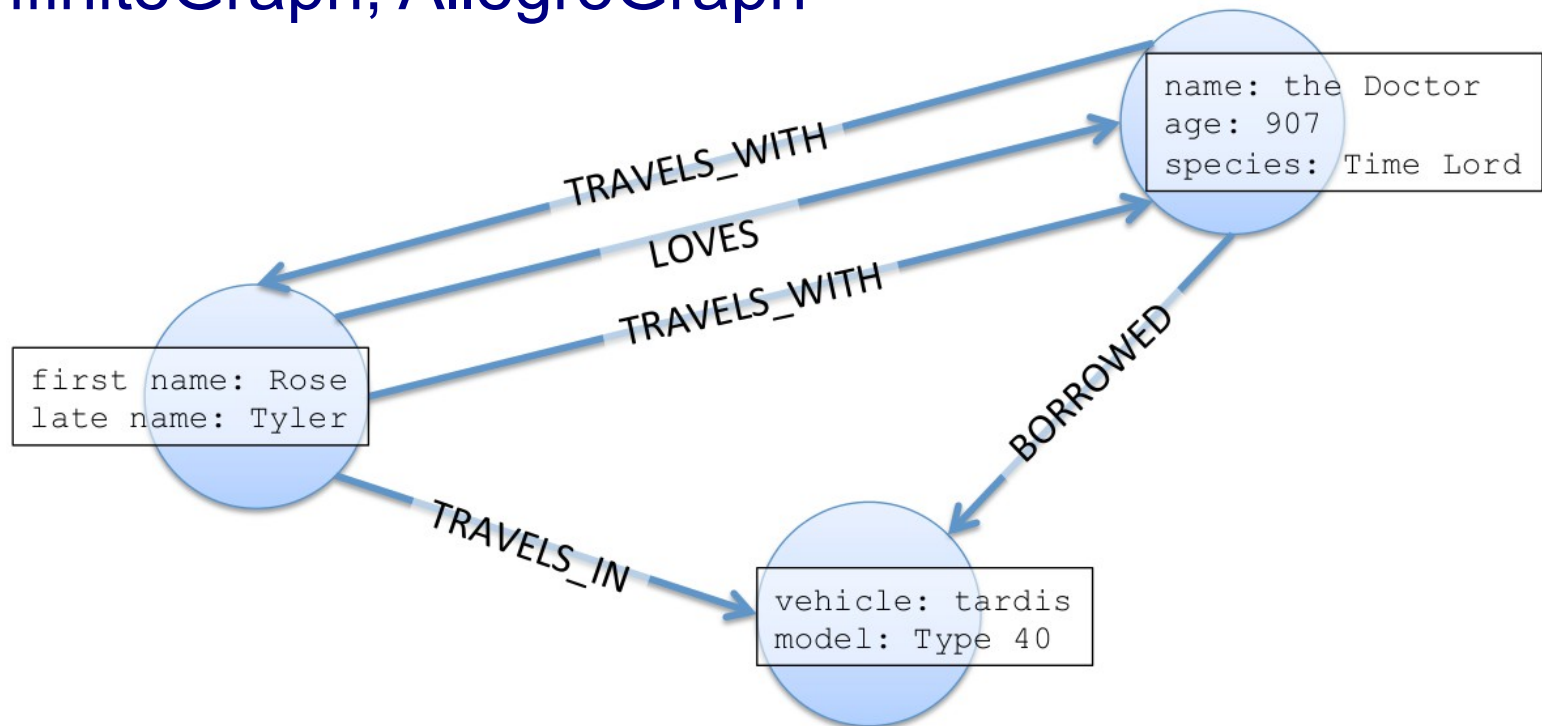 AllegroGraph
TRAVELS_WITH
LOVES
TRAVELS_WITH
name: the Doctor
age: 907
species: Time Lord
first name: Rose
late name: Tyler
BORROWED
TRAVELS_IN
vehicle: tardis
model: Type 40